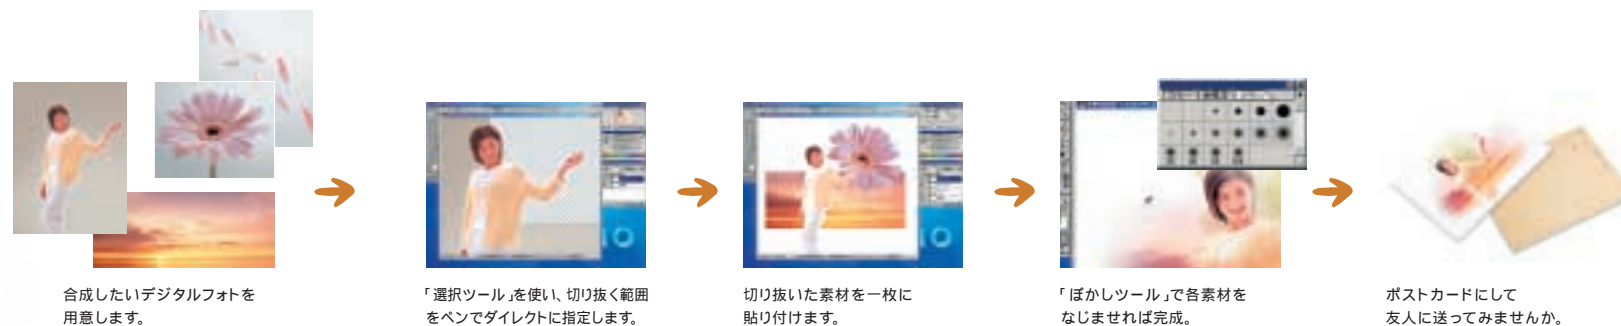 合成したいデジタルフォトを
用意します。
「選択ツール」を使い、切り抜く範囲
をペンでダイレクトに指定します。
切り抜いた素材を一枚に
貼り付けます。
「ぼかしツール」で各素材を
なじませれば完成。
ポストカードにして
友人に送ってみませんか。